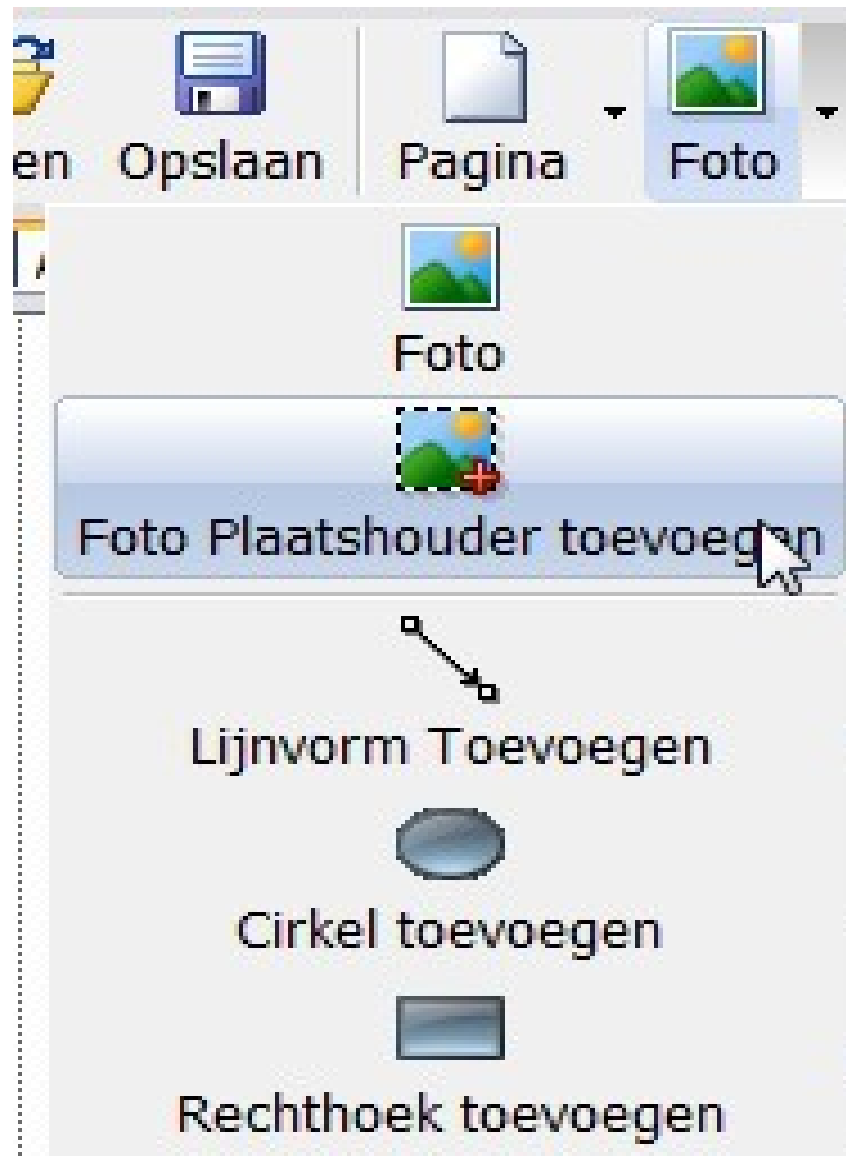 en Opslaan Pagina Foto
Foto
Foto Plaatshouder toevoegen
Lijnvorm Toevoegen
Cirkel toevoegen
Rechthoek toevoegen